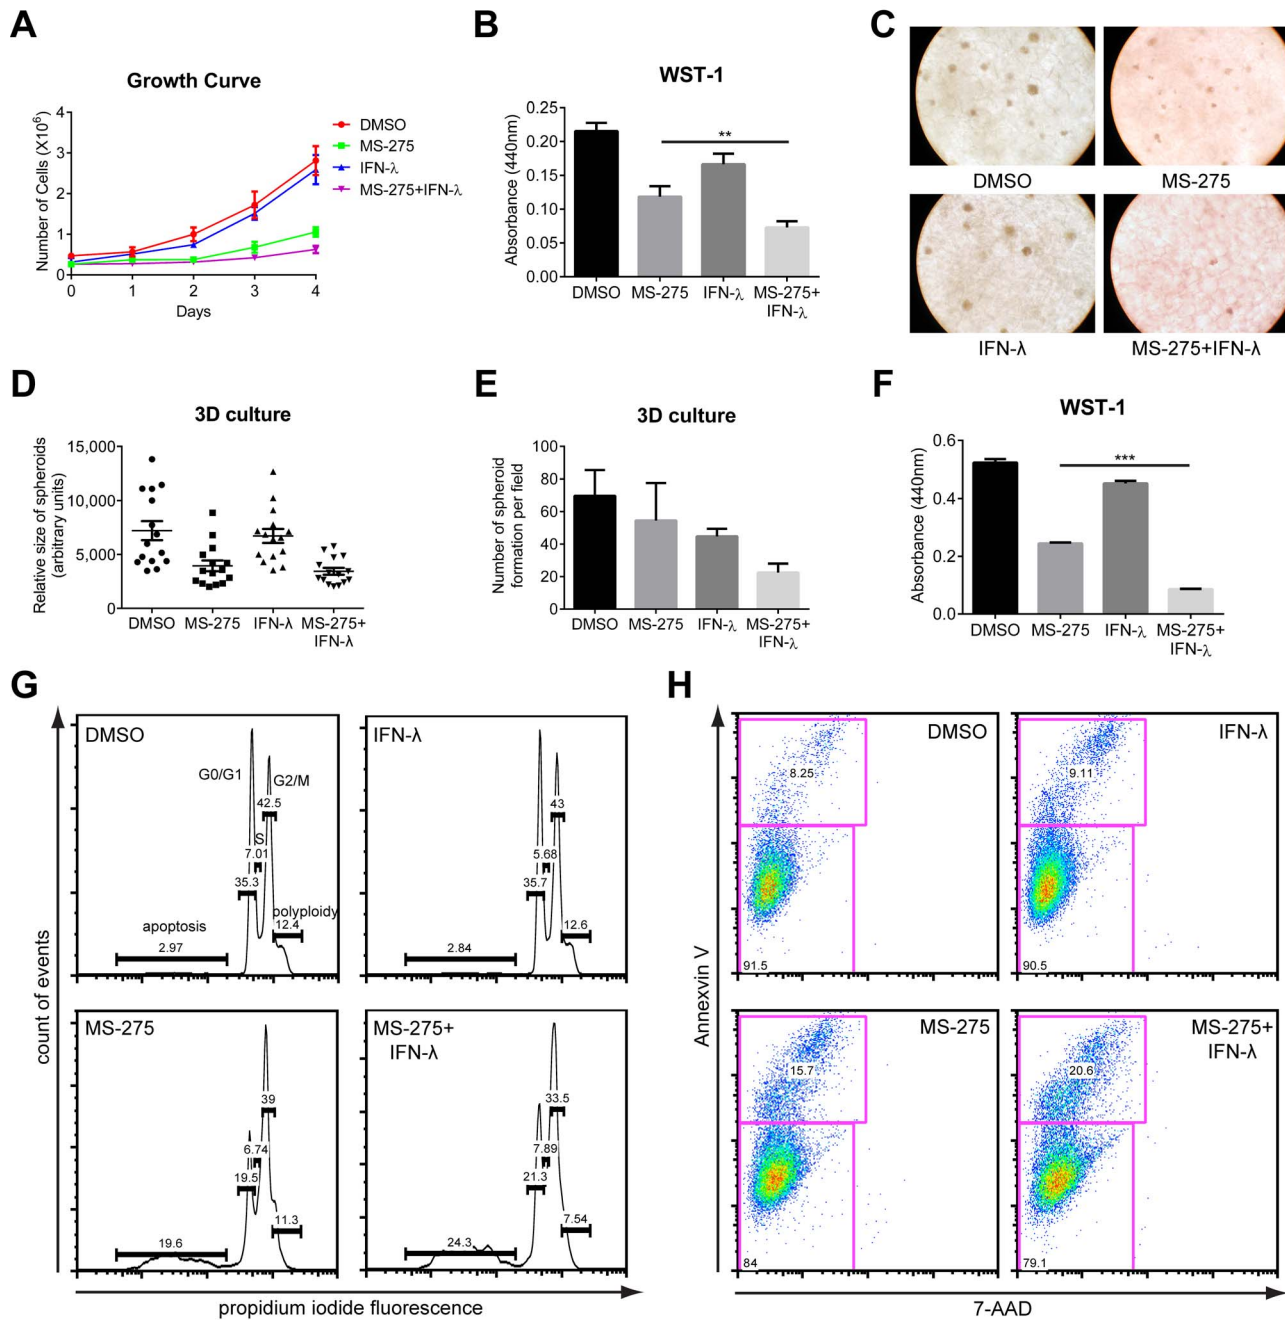 A
Growth Curve
Number of Cells (X10⁶)
4
3
2
1
0
0 1 2 3 4
Days
DMSO
MS-275
IFN-λ
MS-275+IFN-λ
B
WST-1
Absorbance (440nm)
0.25
0.20
0.15
0.10
0.05
0.00
**
DMSO MS-275 IFN-λ MS-275+
IFN-λ
C
DMSO MS-275
IFN-λ MS-275+IFN-λ
D
3D culture
Relative size of spheroids
(arbitrary units)
15,000
10,000
5,000
0
DMSO MS-275 IFN-λ MS-275+
IFN-λ
E
3D culture
Number of spheroid
formation per field
100
80
60
40
20
0
DMSO MS-275 IFN-λ MS-275+
IFN-λ
F
WST-1
Absorbance (440nm)
0.6
0.4
0.2
0.0
***
DMSO MS-275 IFN-λ MS-275+
IFN-λ
G
count of events
DMSO
G0/G1
G2/M
42.5
S
7.01
35.3
polyploidy
12.4
apoptosis
2.97
IFN-λ
43
5.68
35.7
12.6
2.84
MS-275
39
6.74
19.5
11.3
19.6
MS-275+
IFN-λ
33.5
7.89
21.3
7.54
24.3
propidium iodide fluorescence
H
Annexvin V
DMSO
8.25
91.5
IFN-λ
9.11
90.5
MS-275
15.7
84
MS-275+
IFN-λ
20.6
79.1
7-AAD